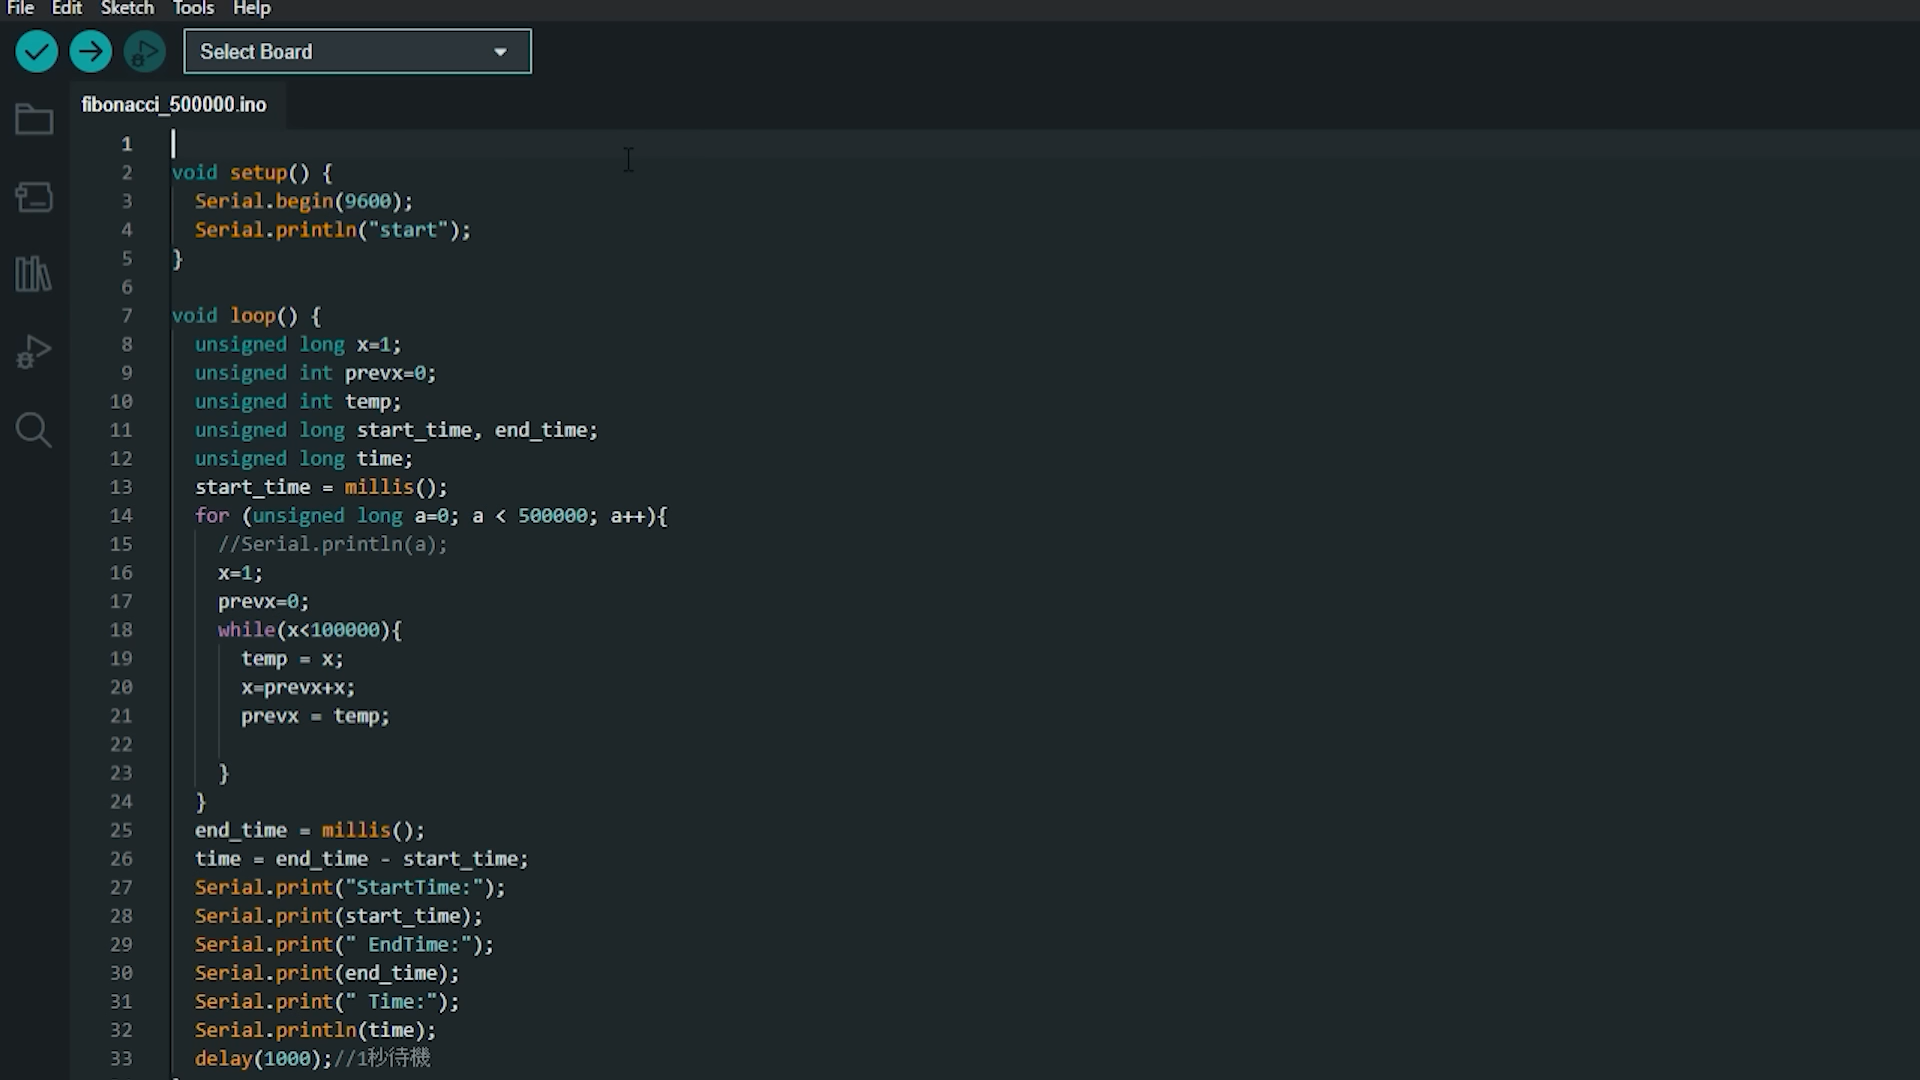 File Edit Sketch Tools Help
Select Board
fibonacci_500000.ino
1
2 void setup() {
3 Serial.begin(9600);
4 Serial.println("start");
5 }
6
7 void loop() {
8 unsigned long x=1;
9 unsigned int prevx=0;
10 unsigned int temp;
11 unsigned long start_time, end_time;
12 unsigned long time;
13 start_time = millis();
14 for (unsigned long a=0; a < 500000; a++){
15 //Serial.println(a);
16 x=1;
17 prevx=0;
18 while(x<100000){
19 temp = x;
20 x=prevx+x;
21 prevx = temp;
22
23 }
24 }
25 end_time = millis();
26 time = end_time - start_time;
27 Serial.print("StartTime:");
28 Serial.print(start_time);
29 Serial.print(" EndTime:");
30 Serial.print(end_time);
31 Serial.print(" Time:");
32 Serial.println(time);
33 delay(1000);//1秒待機